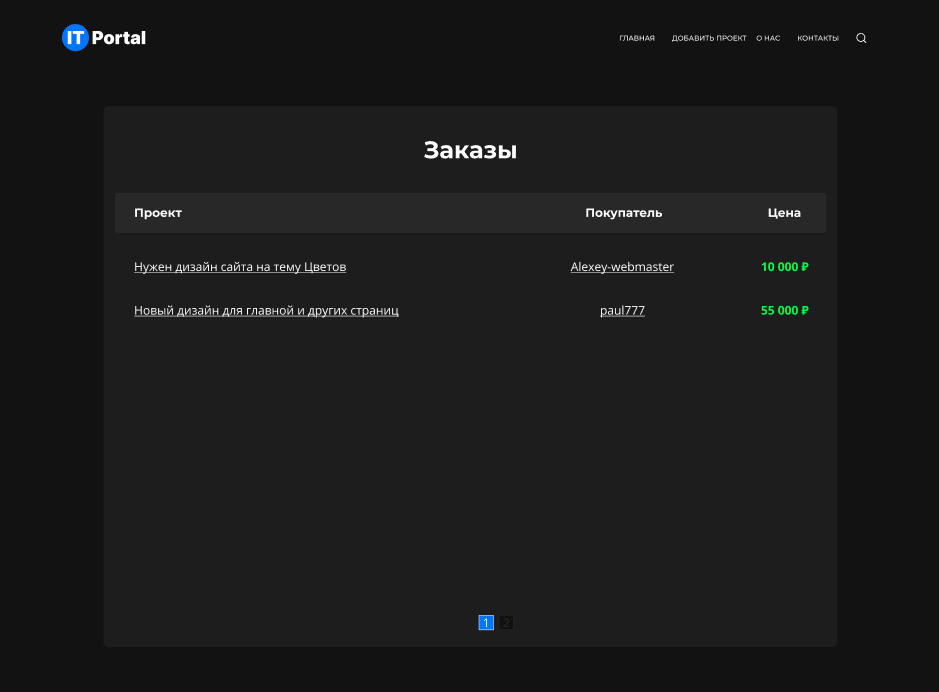 IT Portal
ГЛАВНАЯ ДОБАВИТЬ ПРОЕКТ О НАС КОНТАКТЫ
Заказы
Проект Покупатель Цена
Нужен дизайн сайта на тему Цветов Alexey-webmaster 10 000 ₽
Новый дизайн для главной и других страниц paul777 55 000 ₽
1 2